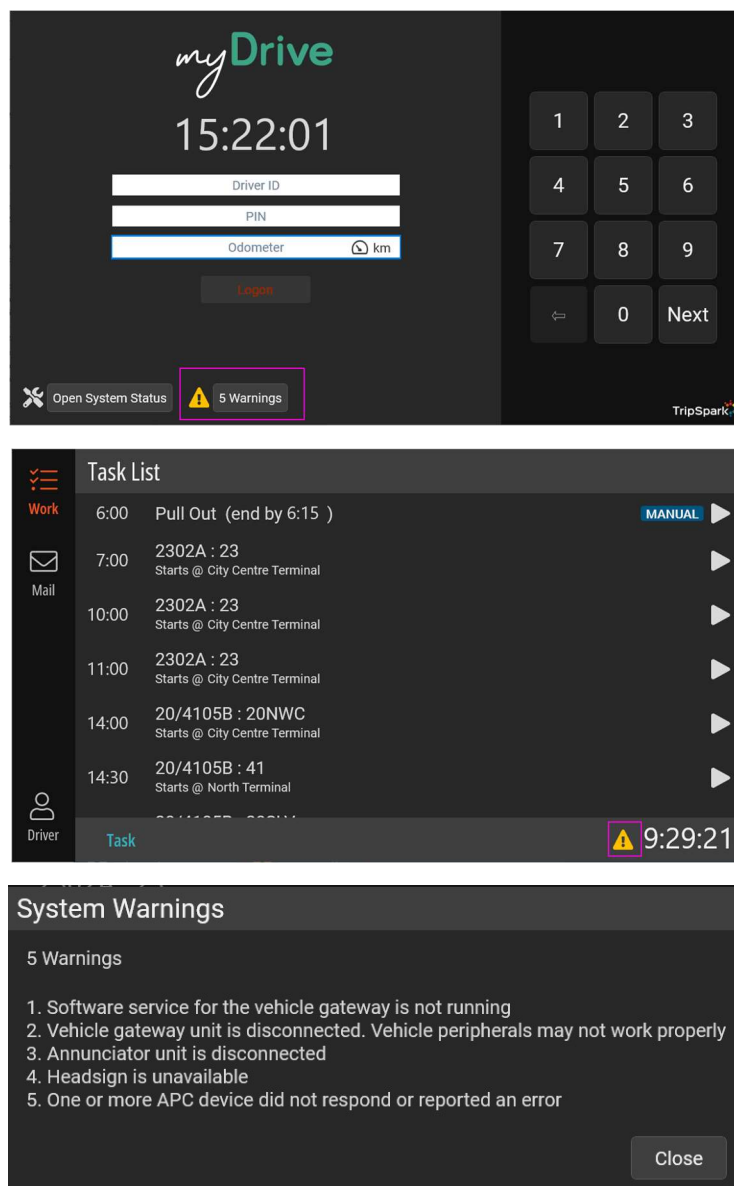 myDrive
15:22:01
Driver ID
PIN
Odometer km
Logon
Open System Status
5 Warnings
1 2 3
4 5 6
7 8 9
0 Next
TripSpark
Task List
Work
Mail
Driver
6:00 Pull Out (end by 6:15 ) MANUAL
7:00 2302A : 23
Starts @ City Centre Terminal
10:00 2302A : 23
Starts @ City Centre Terminal
11:00 2302A : 23
Starts @ City Centre Terminal
14:00 20/4105B : 20NWC
Starts @ City Centre Terminal
14:30 20/4105B : 41
Starts @ North Terminal
Task 9:29:21
System Warnings
5 Warnings
1. Software service for the vehicle gateway is not running
2. Vehicle gateway unit is disconnected. Vehicle peripherals may not work properly
3. Annunciator unit is disconnected
4. Headsign is unavailable
5. One or more APC device did not respond or reported an error
Close